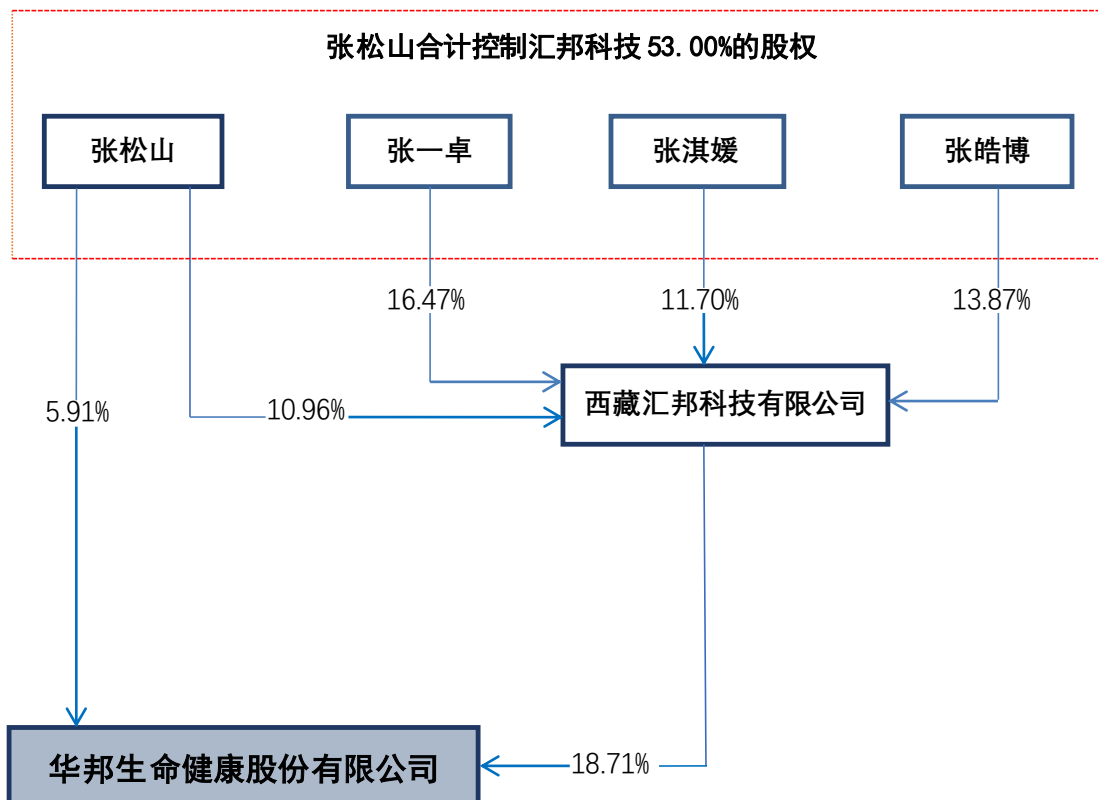 张松山合计控制汇邦科技 53.00%的股权
张松山
张一卓
张淇媛
张皓博
16.47%
11.70%
13.87%
西藏汇邦科技有限公司
5.91%
10.96%
华邦生命健康股份有限公司
18.71%